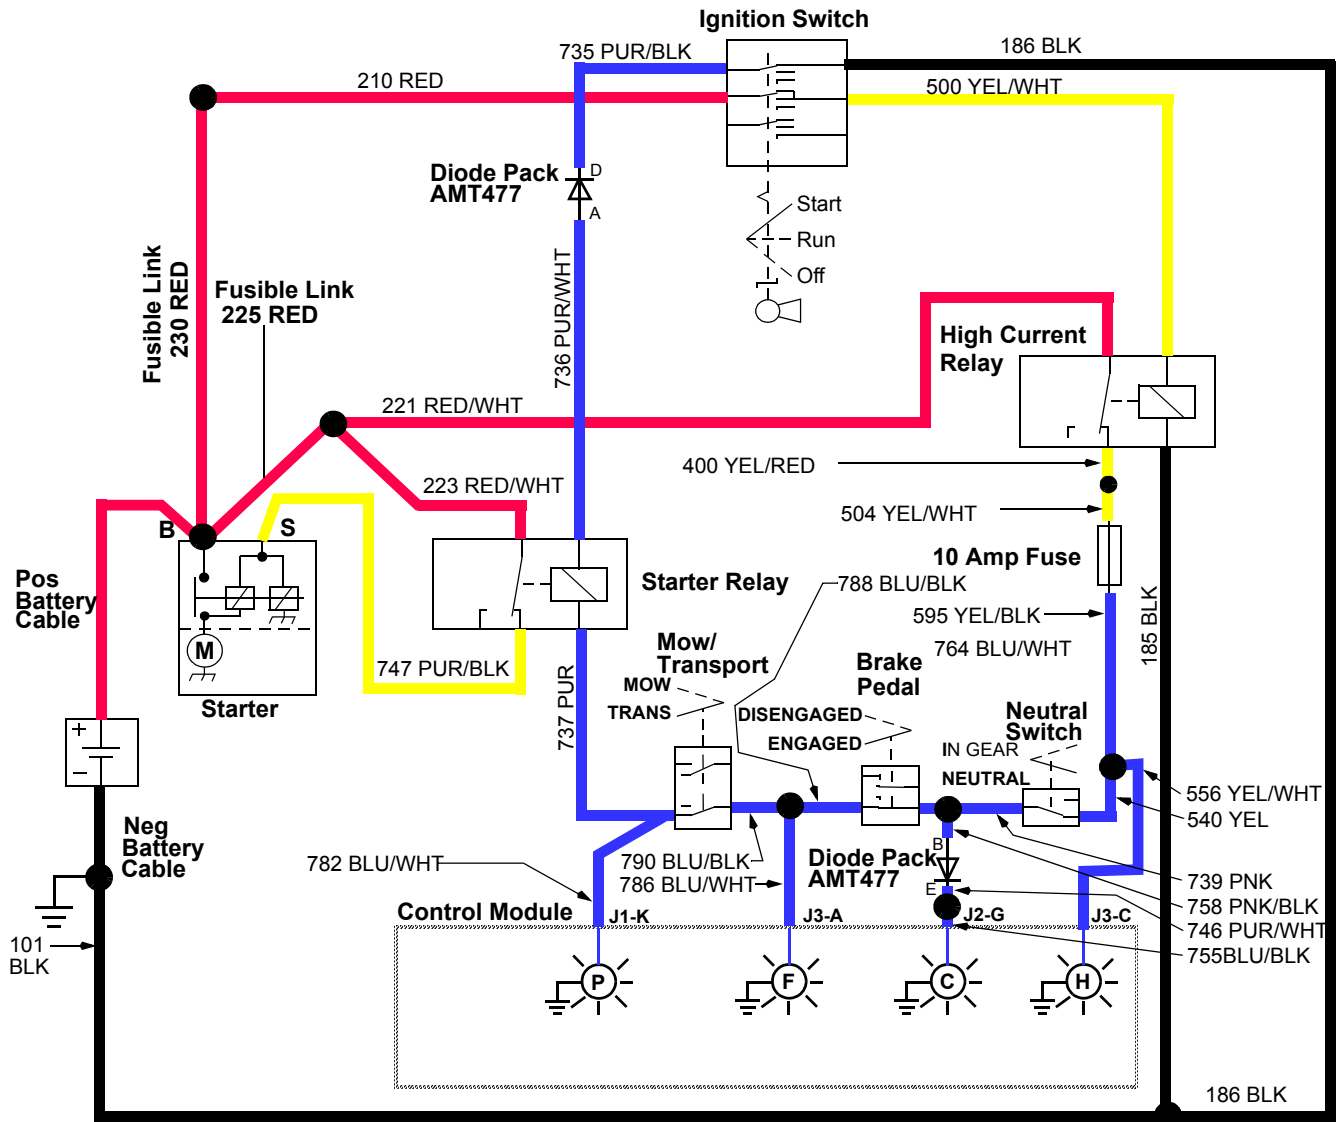 Ignition Switch
735 PUR/BLK
186 BLK
210 RED
500 YEL/WHT
Diode Pack
AMT477
D
A
Start
Run
Off
Fusible Link
230 RED
Fusible Link
225 RED
736 PUR/WHT
High Current
Relay
221 RED/WHT
400 YEL/RED
223 RED/WHT
504 YEL/WHT
B
S
10 Amp Fuse
Pos
Battery
Cable
Starter Relay
788 BLU/BLK
595 YEL/BLK
185 BLK
M
747 PUR/BLK
Mow/
Transport
764 BLU/WHT
Brake
Pedal
Starter
737 PUR
MOW
TRANS
DISENGAGED
ENGAGED
Neutral
Switch
IN GEAR
NEUTRAL
+
−
556 YEL/WHT
540 YEL
Neg
Battery
Cable
782 BLU/WHT
790 BLU/BLK
786 BLU/WHT
Diode Pack
AMT477
B
E
739 PNK
758 PNK/BLK
746 PUR/WHT
755BLU/BLK
Control Module
J1-K
J3-A
J2-G
J3-C
101
BLK
P
F
C
H
186 BLK